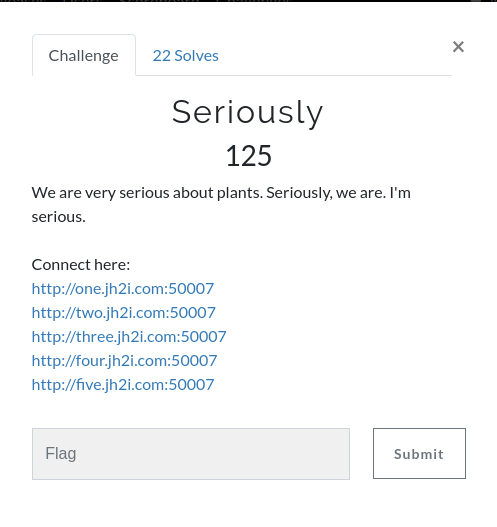 Challenge
22 Solves
×
Seriously
125
We are very serious about plants. Seriously, we are. I'm
serious.
Connect here:
http://one.jh2i.com:50007
http://two.jh2i.com:50007
http://three.jh2i.com:50007
http://four.jh2i.com:50007
http://five.jh2i.com:50007
Flag
Submit